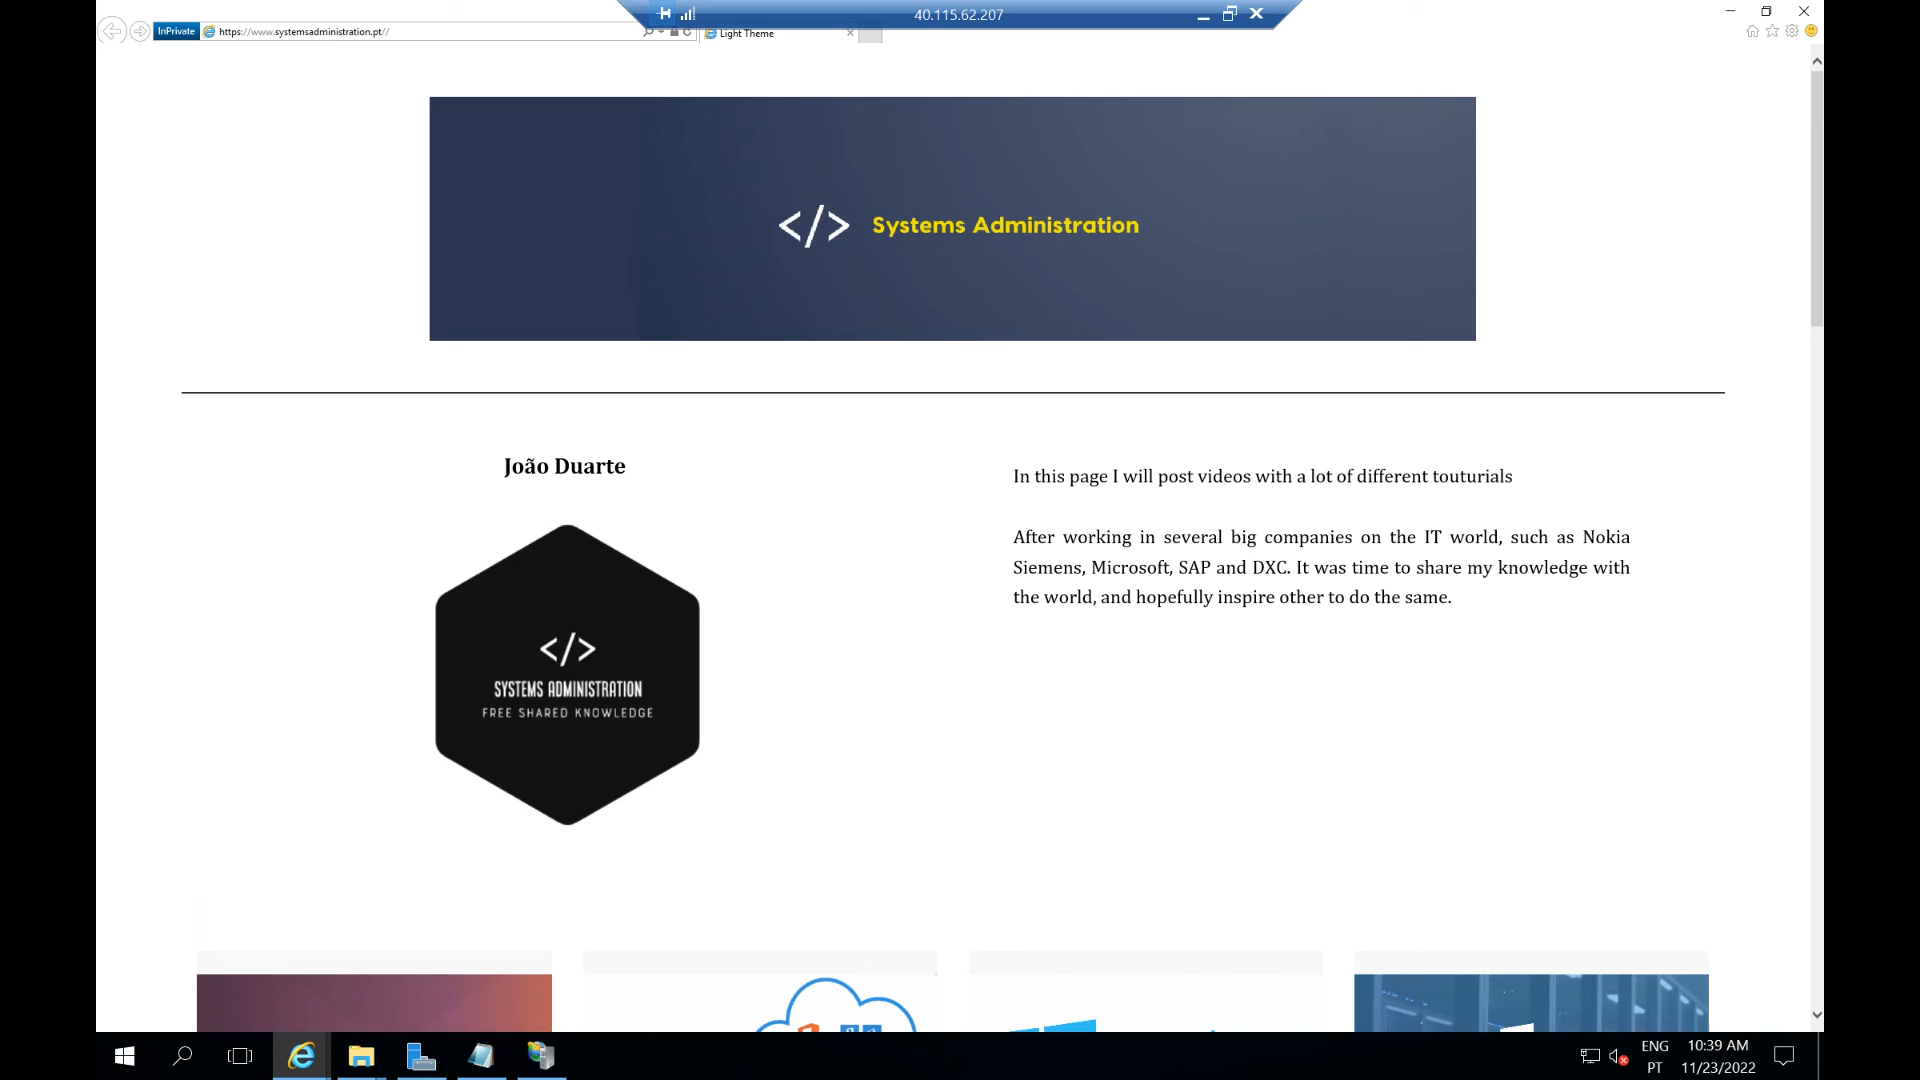 40.115.62.207
InPrivate
https://www.systemsadministration.pt//
Light Theme
</> Systems Administration
João Duarte
In this page I will post videos with a lot of different touturials
After working in several big companies on the IT world, such as Nokia
Siemens, Microsoft, SAP and DXC. It was time to share my knowledge with
the world, and hopefully inspire other to do the same.
</>
SYSTEMS ADMINISTRATION
FREE SHARED KNOWLEDGE
ENG
PT
10:39 AM
11/23/2022